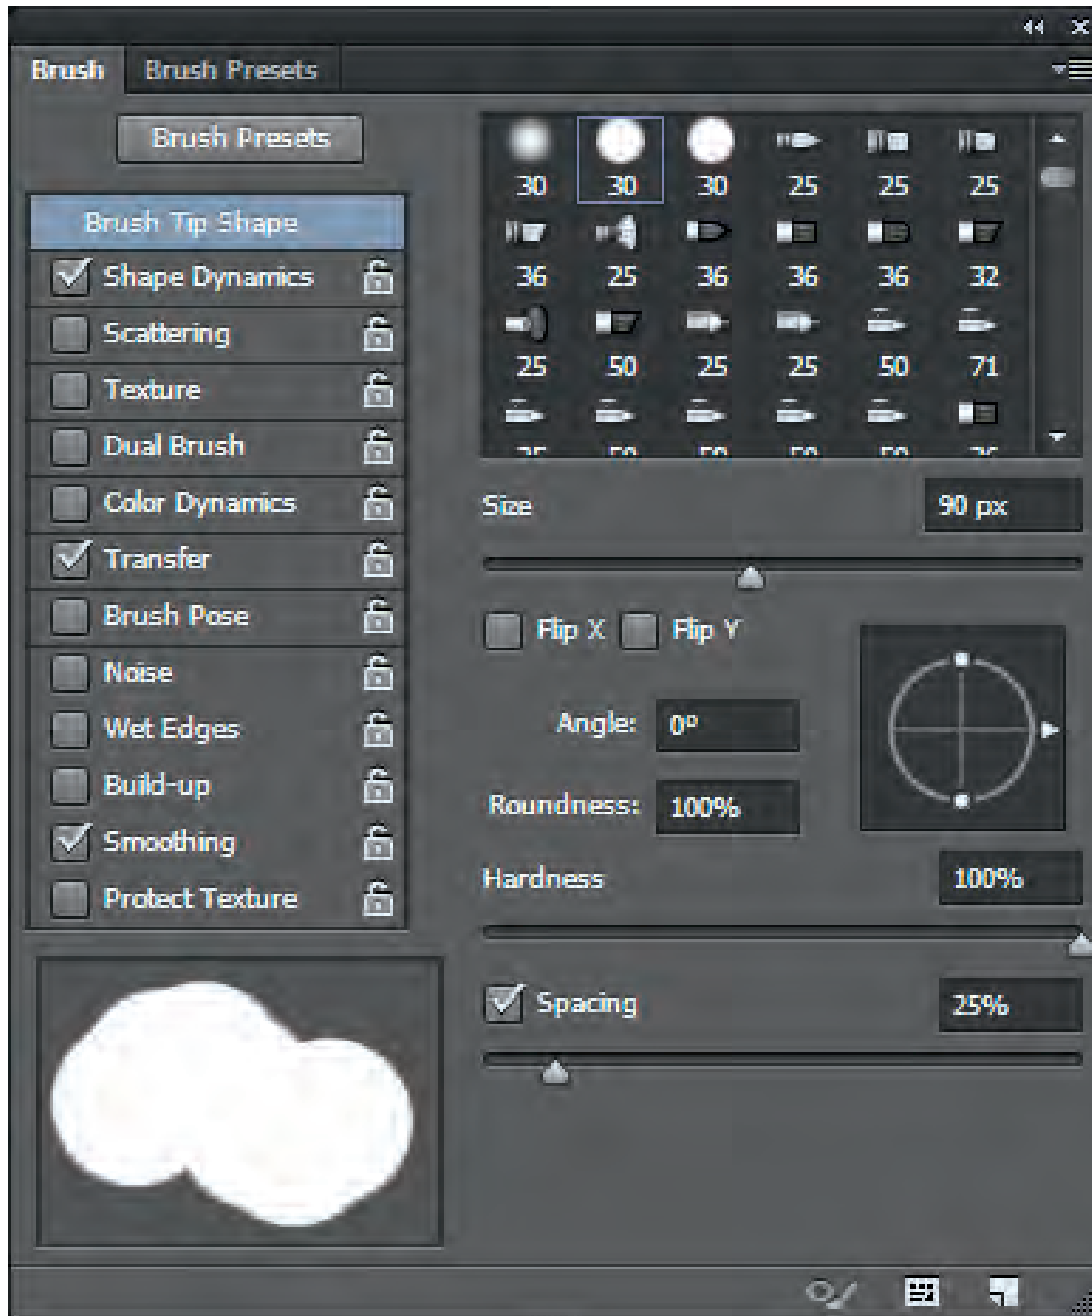 Brush Brush Presets
Brush Presets
Brush Tip Shape
Shape Dynamics
Scattering
Texture
Dual Brush
Color Dynamics
Transfer
Brush Pose
Noise
Wet Edges
Build-up
Smoothing
Protect Texture
30 30 30 25 25 25
36 25 36 36 36 32
25 50 25 25 50 71
Size 90 px
Flip X Flip Y
Angle: 0º
Roundness: 100%
Hardness 100%
Spacing 25%